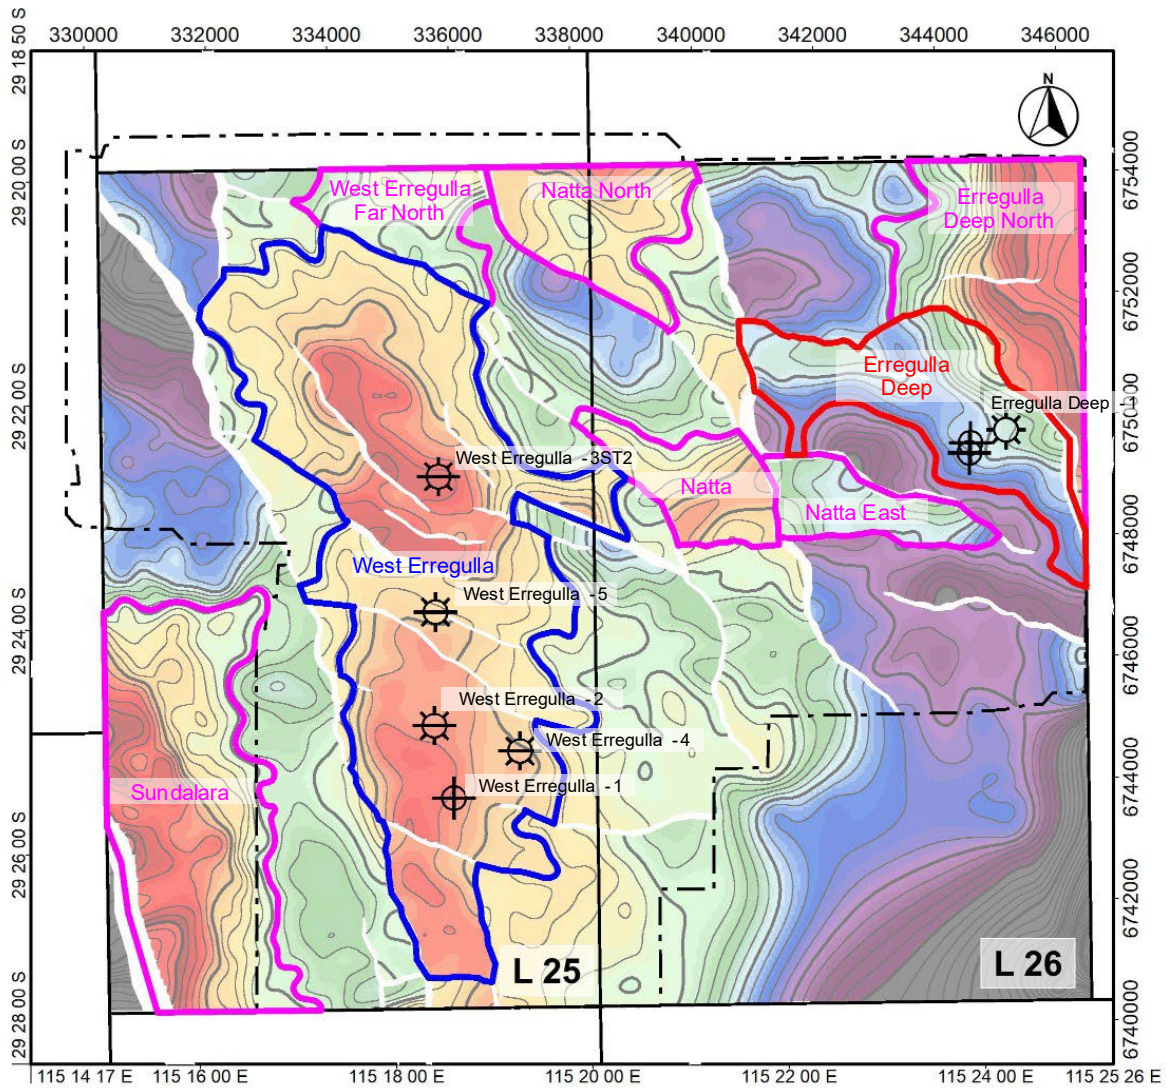 330000 332000 334000 336000 338000 340000 342000 344000 346000
29 18 50 S
N
6754000
29 20 00 S
West Erregulla
Far North
Natta North
Erregulla
Deep North
6752000
Erregulla
Deep
29 22 00 S
Erregulla Deep -1
6750000
West Erregulla -3ST2
Natta
Natta East
6748000
West Erregulla
West Erregulla -5
29 24 00 S
6746000
West Erregulla -2
West Erregulla -4
6744000
Sundalara
West Erregulla -1
29 26 00 S
6742000
L 25
L 26
29 28 00 S
6740000
115 14 17 E 115 16 00 E 115 18 00 E 115 20 00 E 115 22 00 E 115 24 00 E 115 25 26 E